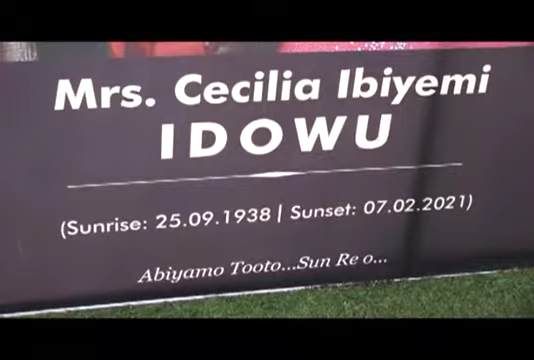 Mrs. Cecilia Ibiyemi
IDOWU
(Sunrise: 25.09.1938 | Sunset: 07.02.2021)
Abiyamo Tooto...Sun Re o...